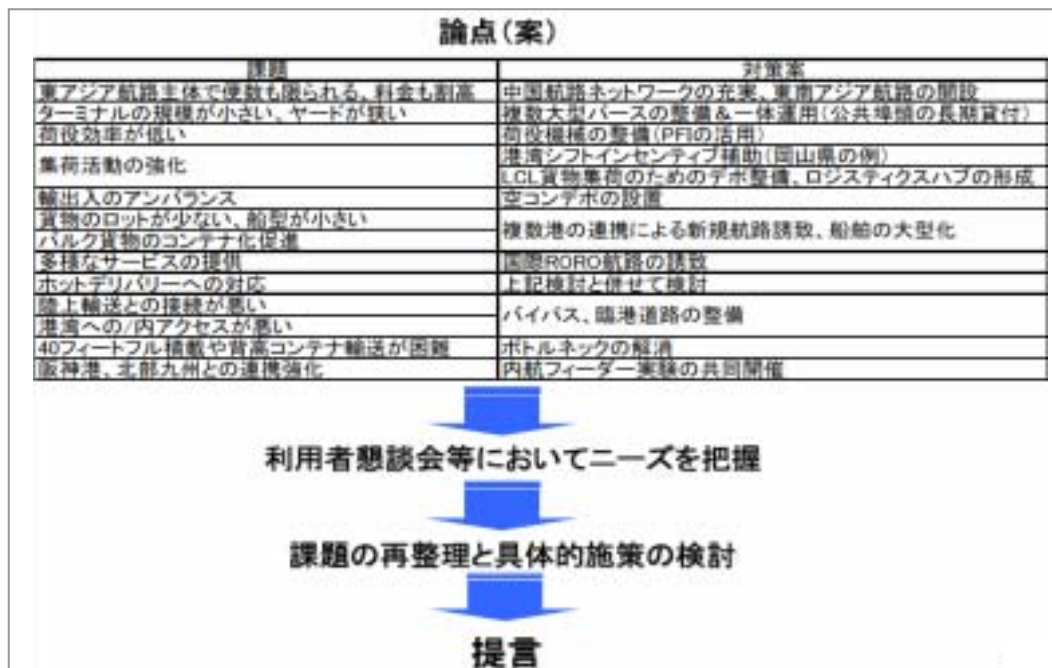 論点（案）
課題 対策案
東アジア航路主体で便数も限られる、料金も割高 中国航路ネットワークの充実、東南アジア航路の開設
ターミナルの規模が小さい、ヤードが狭い 複数大型バースの整備＆一体運用（公共埠頭の長期貸付）
荷役効率が低い 荷役機械の整備（PFIの活用）
集荷活動の強化 港湾シフトインセンティブ補助（岡山県の例）
LCL貨物集荷のためのデポ整備、ロジスティクスハブの形成
輸出入のアンバランス 空コンテナデポの設置
貨物のロットが少ない、船型が小さい 複数港の連携による新規航路誘致、船舶の大型化
バルク貨物のコンテナ化促進
多様なサービスの提供 国際RORO航路の誘致
ホットデリバリーへの対応 上記検討と併せて検討
陸上輸送との接続が悪い バイパス、臨港道路の整備
港湾への/内アクセスが悪い
40フィートフル積載や背高コンテナ輸送が困難 ボトルネックの解消
阪神港、北部九州との連携強化 内航フィーダー実験の共同開催
利用者懇談会等においてニーズを把握
課題の再整理と具体的施策の検討
提言